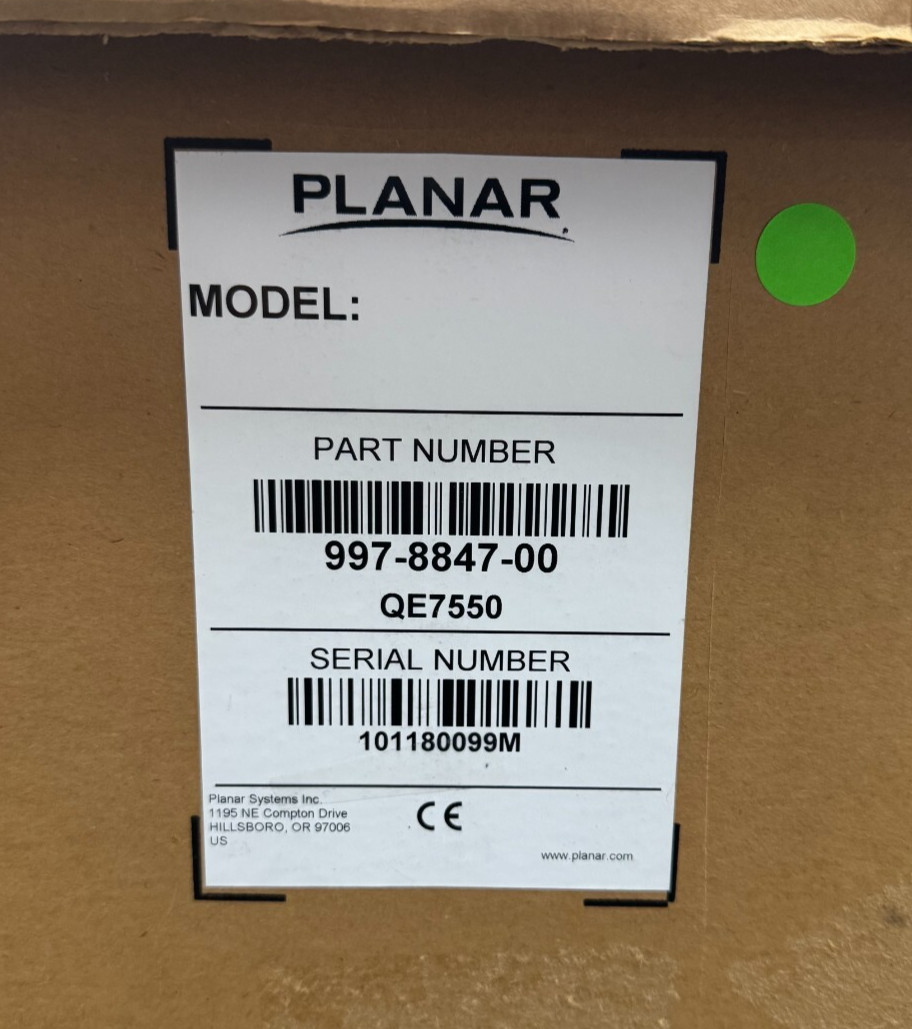 PLANAR
MODEL:
PART NUMBER
997-8847-00
QE7550
SERIAL NUMBER
101180099M
Planar Systems Inc.
1195 NE Compton Drive
HILLSBORO, OR 97006
US
CE
www.planar.com